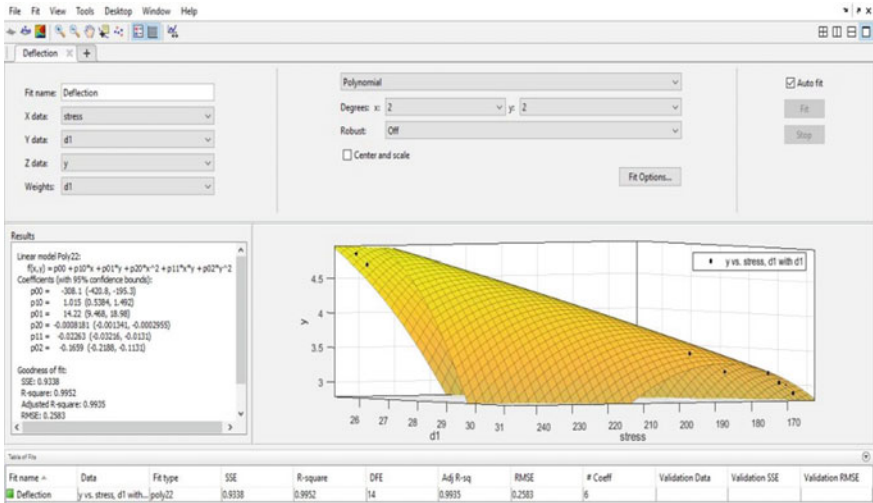 File Fit View Tools Desktop Window Help
Deflection
Fit name: Deflection
X data: stress
Y data: d1
Z data: y
Weights: d1
Polynomial
Degrees: x: 2 y: 2
Robust: Off
Center and scale
Fit Options...
Auto fit
Fit
Stop
Results
Linear model Poly22:
f(x,y) = p00 + p10*x + p01*y + p20*x^2 + p11*x*y + p02*y^2
Coefficients (with 95% confidence bounds):
p00 = -308.1 (-420.8, -195.3)
p10 = 1.015 (0.5384, 1.492)
p01 = 14.22 (9.468, 18.98)
p20 = -0.0008181 (-0.001341, -0.0002955)
p11 = -0.02263 (-0.03216, -0.0131)
p02 = -0.1659 (-0.2188, -0.1131)
Goodness of fit:
SSE: 0.9338
R-square: 0.9952
Adjusted R-square: 0.9935
RMSE: 0.2583
y vs. stress, d1 with d1
4.5
4
3.5
3
y
26 27 28 29 30 31 240 230 220 210 200 190 180 170
d1 stress
Table of Fits
Fit name Data Fit type SSE R-square DFE Adj R-sq RMSE # Coeff Validation Data Validation SSE Validation RMSE
Deflection y vs. stress, d1 with... poly22 0.9338 0.9952 14 0.9935 0.2583 6